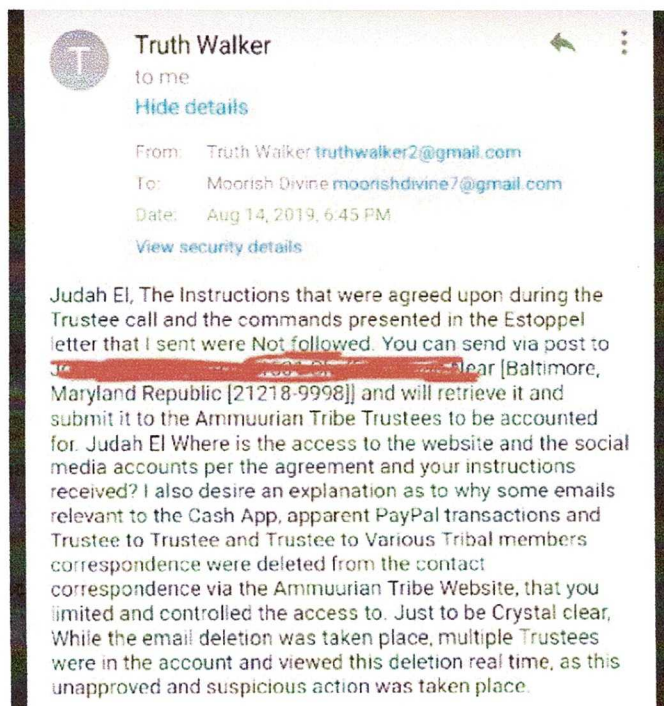 T
Truth Walker
to me
Hide details
From: Truth Walker truthwalker2@gmail.com
To: Moorish Divine moorishdivine7@gmail.com
Date: Aug 14, 2019, 6:45 PM
View security details
Judah El, The Instructions that were agreed upon during the
Trustee call and the commands presented in the Estoppel
letter that I sent were Not followed. You can send via post to
[Baltimore,
Maryland Republic [21218-9998]] and will retrieve it and
submit it to the Ammuurian Tribe Trustees to be accounted
for. Judah El Where is the access to the website and the social
media accounts per the agreement and your instructions
received? I also desire an explanation as to why some emails
relevant to the Cash App, apparent PayPal transactions and
Trustee to Trustee and Trustee to Various Tribal members
correspondence were deleted from the contact
correspondence via the Ammuurian Tribe Website, that you
limited and controlled the access to. Just to be Crystal clear,
While the email deletion was taken place, multiple Trustees
were in the account and viewed this deletion real time, as this
unapproved and suspicious action was taken place.